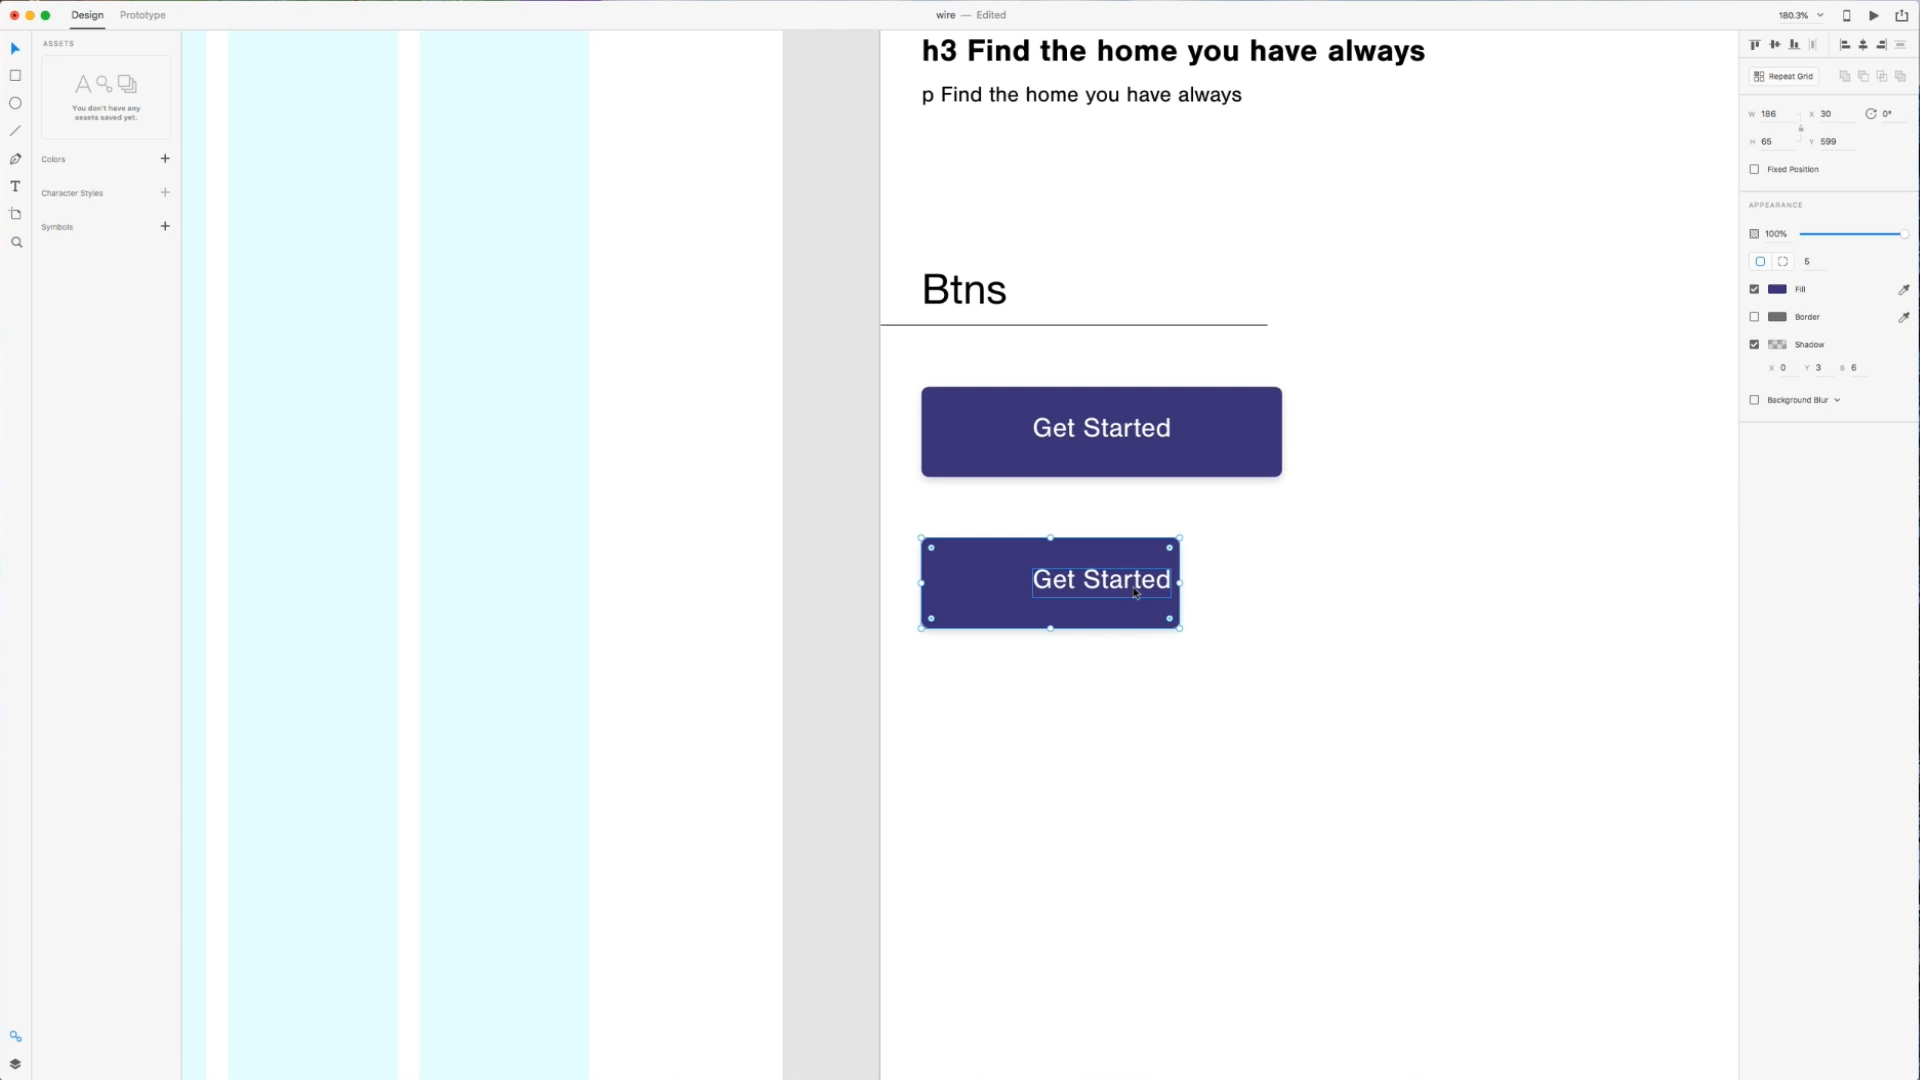 Design Prototype wire — Edited 180.3%
ASSETS
You don't have any
assets saved yet.
Colors
Character Styles
Symbols
h3 Find the home you have always
p Find the home you have always
Btns
Get Started
Get Started
Repeat Grid
W 186 X 30 0°
H 65 Y 599
Fixed Position
APPEARANCE
100%
5
Fill
Border
Shadow
X 0 Y 3 B 6
Background Blur